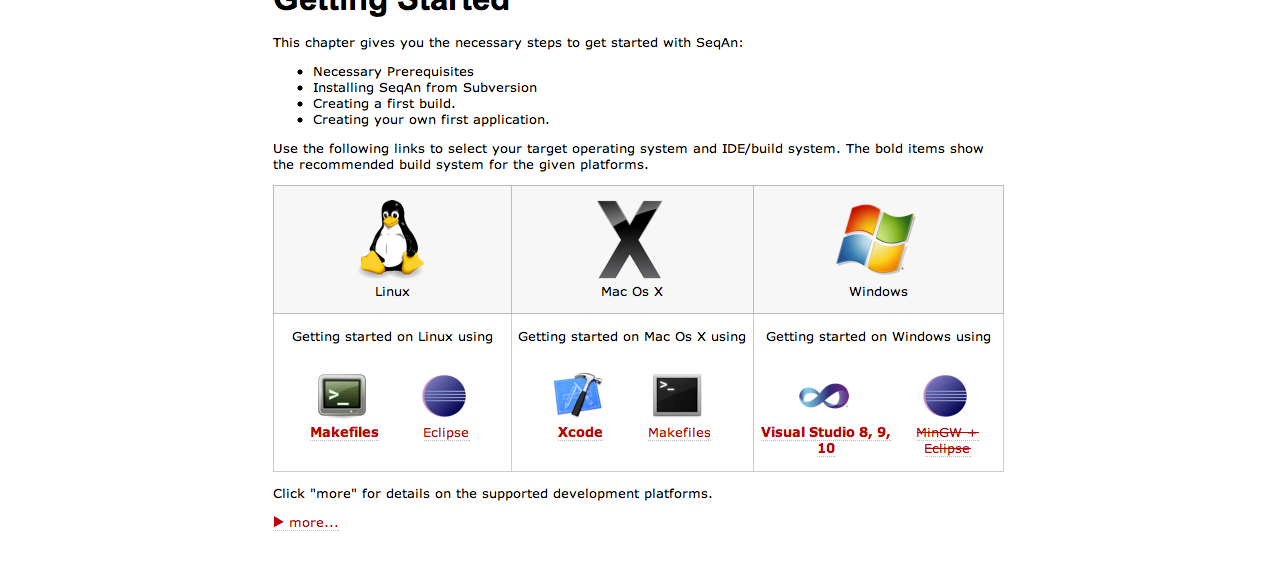 Getting Started
This chapter gives you the necessary steps to get started with SeqAn:
Necessary Prerequisites
Installing SeqAn from Subversion
Creating a first build.
Creating your own first application.
Use the following links to select your target operating system and IDE/build system. The bold items show
the recommended build system for the given platforms.
Linux
Mac Os X
Windows
Getting started on Linux using
Getting started on Mac Os X using
Getting started on Windows using
Makefiles
Eclipse
Xcode
Makefiles
Visual Studio 8, 9,
10
MinGW +
Eclipse
Click "more" for details on the supported development platforms.
more...